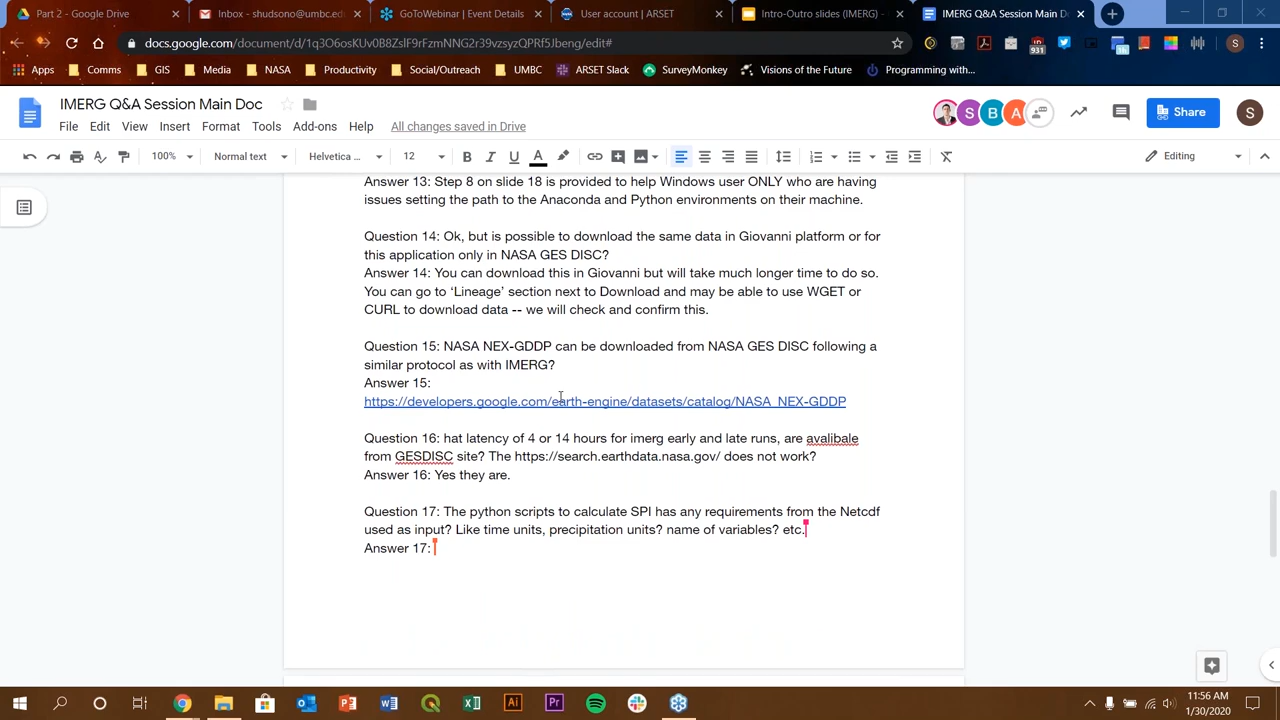 Part 2 - Google Drive
Inbox - shudsono@umbc.ed
GoToWebinar | Event Details
User account | ARSET
Intro-Outro slides (IMERG) -
IMERG Q&A Session Main D
docs.google.com/document/d/1q3O6osKUv0B8ZslF9rFzmNNG2r39vzsyzQPRf5Jbeng/edit#
931
S
Apps
Comms
GIS
Media
NASA
Productivity
Social/Outreach
UMBC
ARSET Slack
SurveyMonkey
Visions of the Future
Programming with...
IMERG Q&A Session Main Doc
S
B
A
Share
S
File
Edit
View
Insert
Format
Tools
Add-ons
Help
All changes saved in Drive
100%
Normal text
Helvetica ...
12
B
I
U
A
Editing
Answer 13: Step 8 on slide 18 is provided to help Windows user ONLY who are having
issues setting the path to the Anaconda and Python environments on their machine.
Question 14: Ok, but is possible to download the same data in Giovanni platform or for
this application only in NASA GES DISC?
Answer 14: You can download this in Giovanni but will take much longer time to do so.
You can go to ‘Lineage’ section next to Download and may be able to use WGET or
CURL to download data -- we will check and confirm this.
Question 15: NASA NEX-GDDP can be downloaded from NASA GES DISC following a
similar protocol as with IMERG?
Answer 15:
https://developers.google.com/earth-engine/datasets/catalog/NASA_NEX-GDDP
Question 16: hat latency of 4 or 14 hours for imerg early and late runs, are avalibale
from GESDISC site? The https://search.earthdata.nasa.gov/ does not work?
Answer 16: Yes they are.
Question 17: The python scripts to calculate SPI has any requirements from the Netcdf
used as input? Like time units, precipitation units? name of variables? etc.
Answer 17:
11:56 AM
1/30/2020